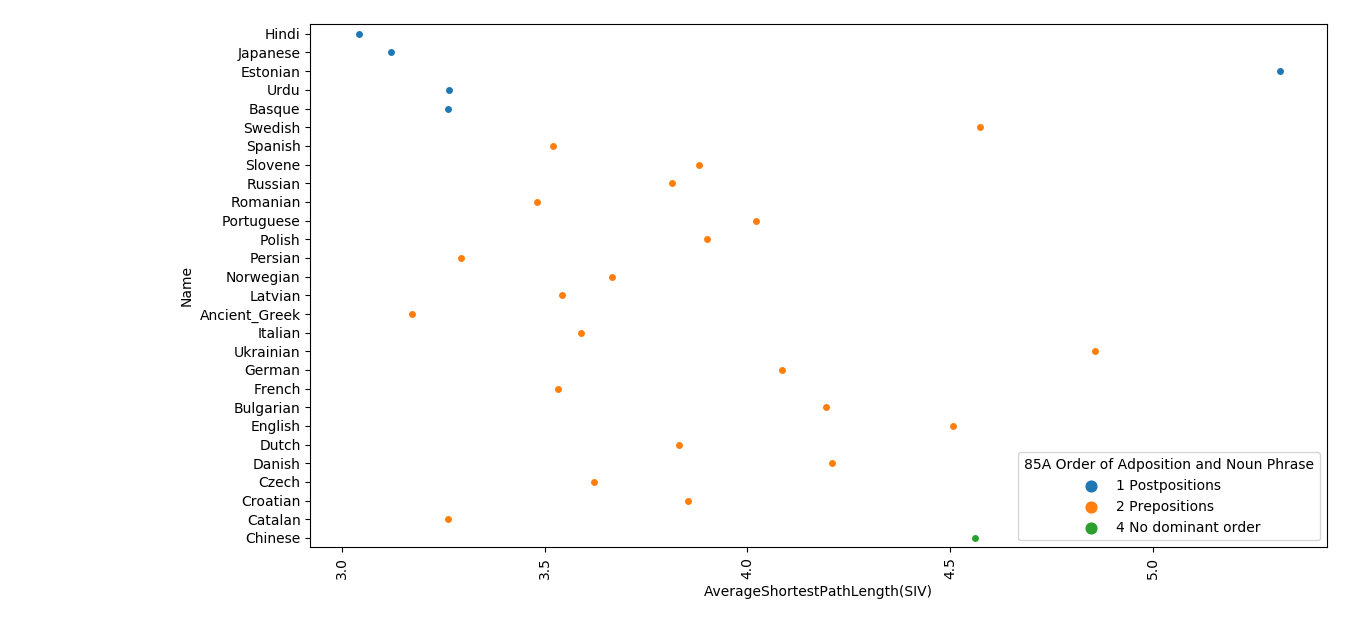 Hindi
Japanese
Estonian
Urdu
Basque
Swedish
Spanish
Slovene
Russian
Romanian
Portuguese
Polish
Persian
Norwegian
Latvian
Ancient_Greek
Italian
Ukrainian
German
French
Bulgarian
English
Dutch
Danish
Czech
Croatian
Catalan
Chinese
Name
85A Order of Adposition and Noun Phrase
1 Postpositions
2 Prepositions
4 No dominant order
3.0
3.5
4.0
4.5
5.0
AverageShortestPathLength(SIV)